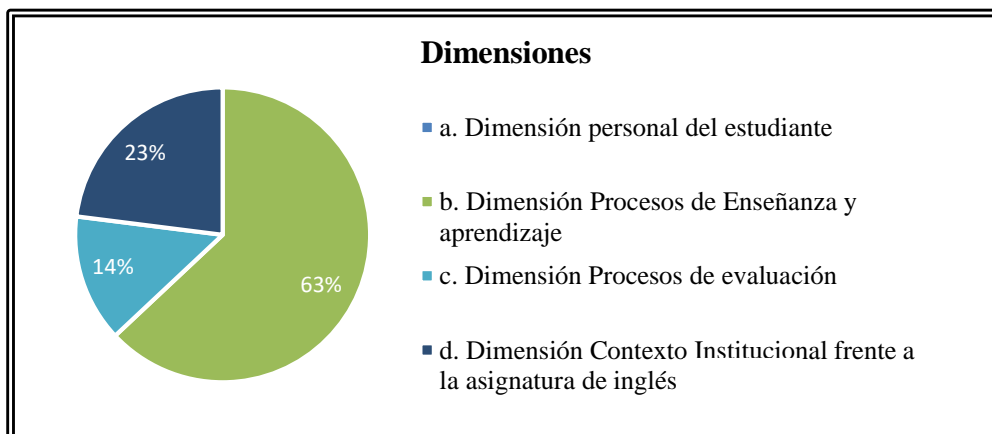 Dimensiones
a. Dimensión personal del estudiante
23%
b. Dimensión Procesos de Enseñanza y
aprendizaje
14%
c. Dimensión Procesos de evaluación
63%
d. Dimensión Contexto Institucional frente a
la asignatura de inglés